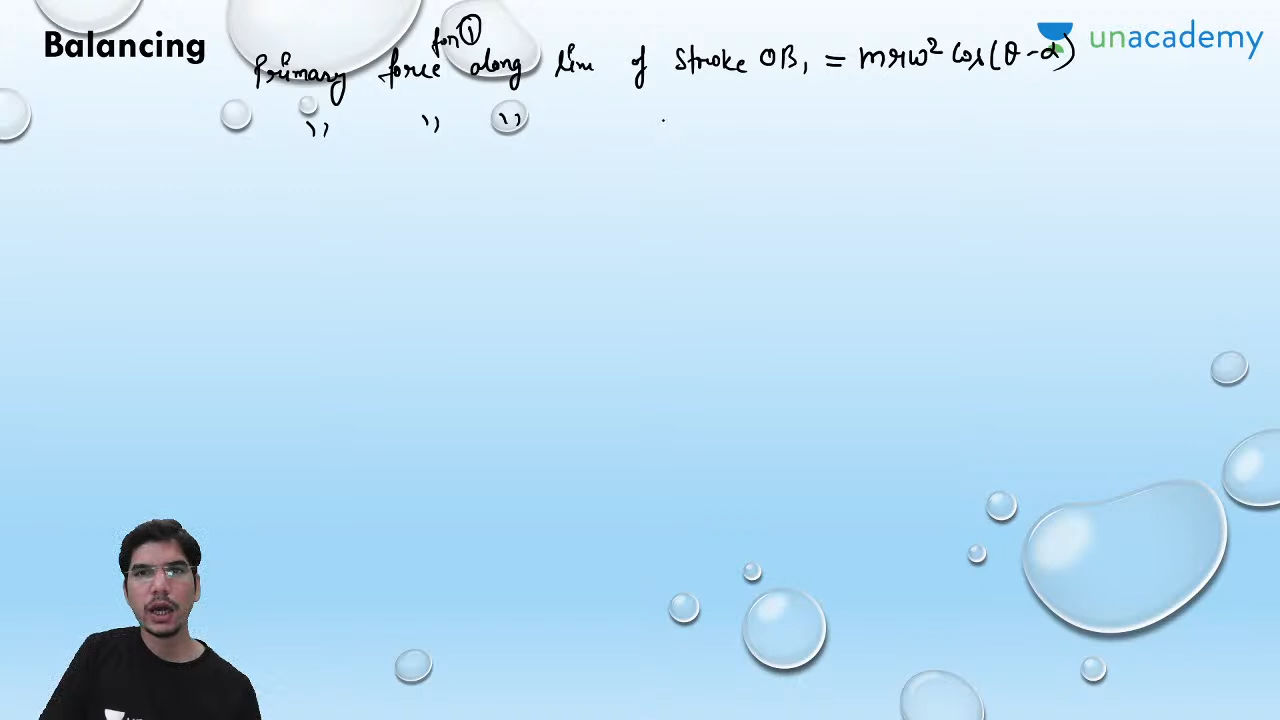 Balancing
unacademy
for ①
Primary force along line of stroke OB₁ = mrω² cos(θ-α)
,, ,, ,,